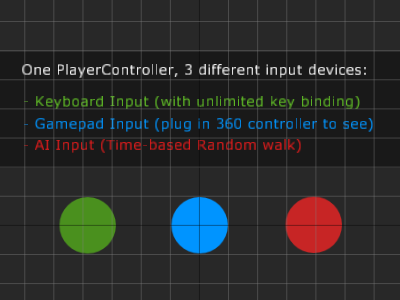 One PlayerController, 3 different input devices:
- Keyboard Input (with unlimited key binding)
- Gamepad Input (plug in 360 controller to see)
- AI Input (Time-based Random walk)